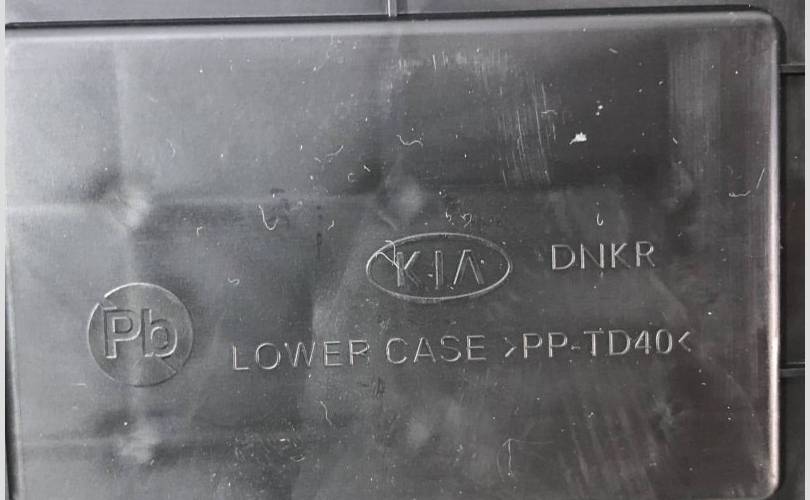 KIA DNKR
Pb
LOWER CASE >PP-TD40<